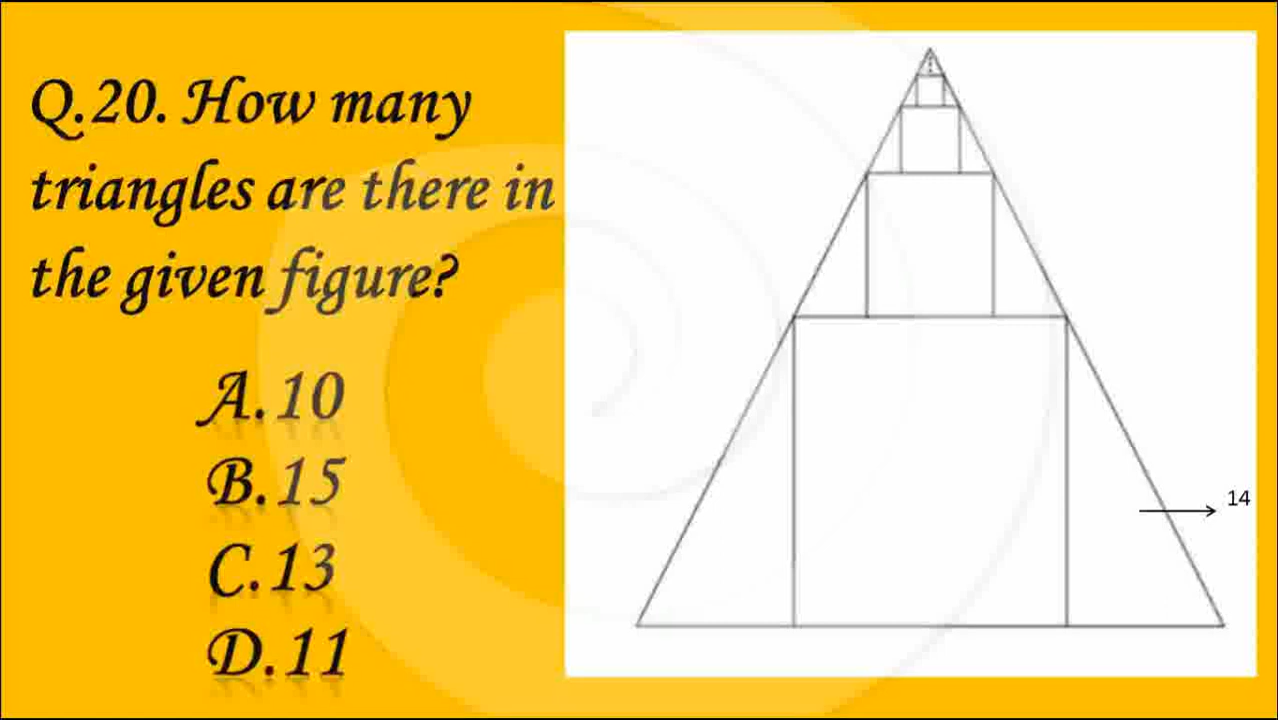 Q.20. How many
triangles are there in
the given figure?
A.10
B.15
C.13
D.11
14